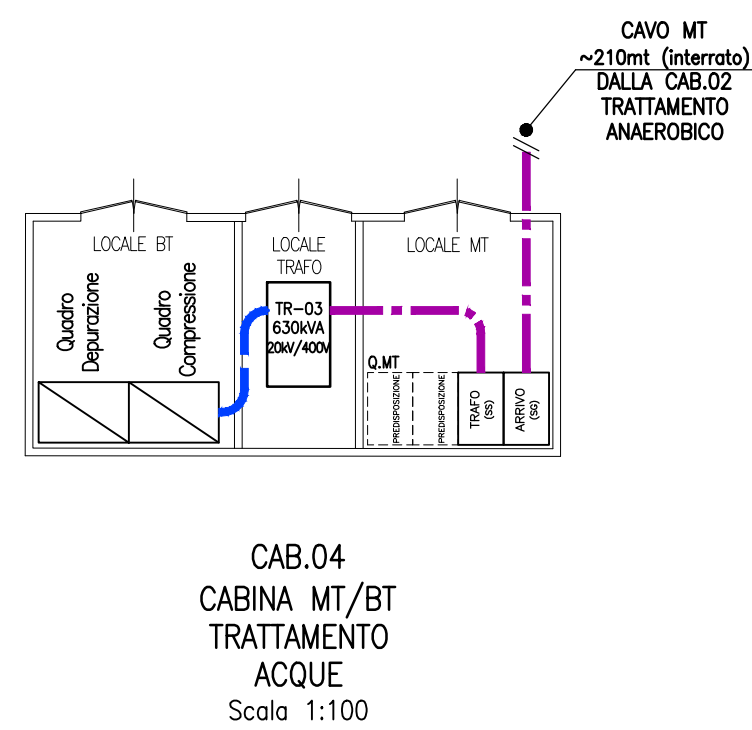 CAVO MT
~210mt (interrato)
DALLA CAB.02
TRATTAMENTO
ANAEROBICO
LOCALE BT
LOCALE
TRAFO
LOCALE MT
Quadro
Depurazione
Quadro
Compressione
TR-03
630kVA
20kV/400V
Q.MT
PREDISPOSIZIONE
PREDISPOSIZIONE
TRAFO
(SS)
ARRIVO
(SG)
CAB.04
CABINA MT/BT
TRATTAMENTO
ACQUE
Scala 1:100